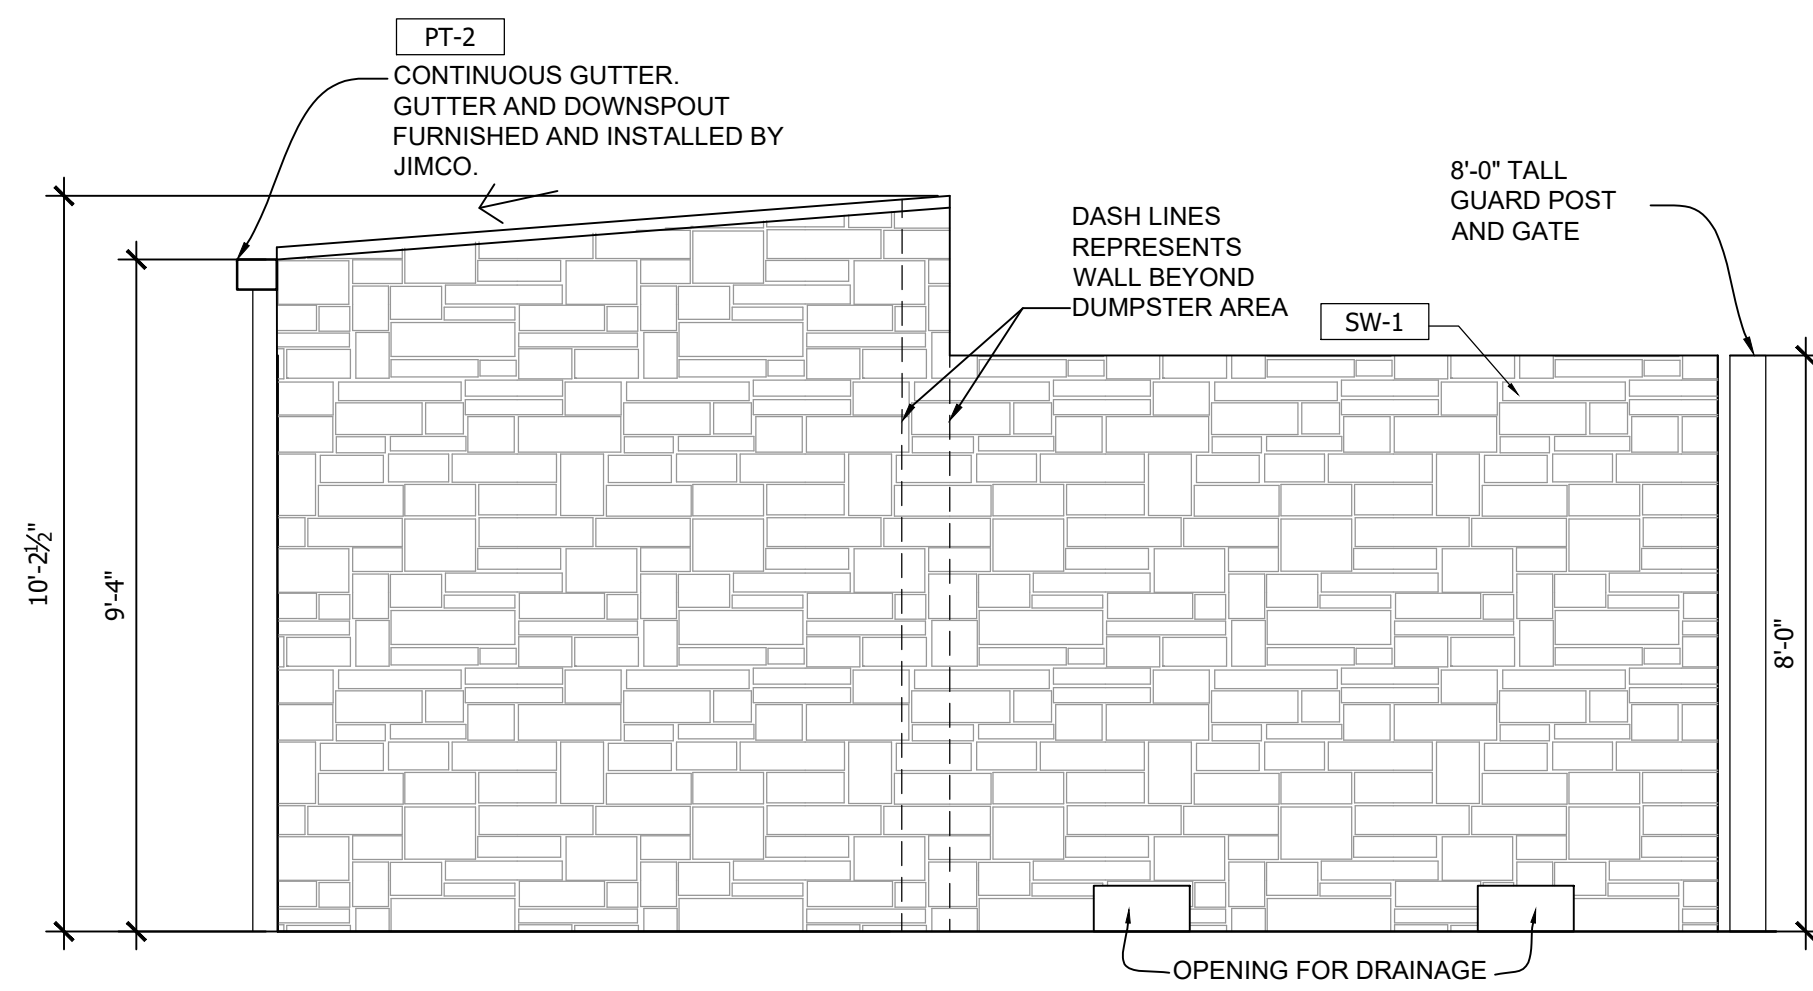 PT-2
CONTINUOUS GUTTER.
GUTTER AND DOWNSPOUT
FURNISHED AND INSTALLED BY
JIMCO.
8'-0" TALL
GUARD POST
AND GATE
DASH LINES
REPRESENTS
WALL BEYOND
DUMPSTER AREA
SW-1
10'-2½"
9'-4"
8'-0"
OPENING FOR DRAINAGE